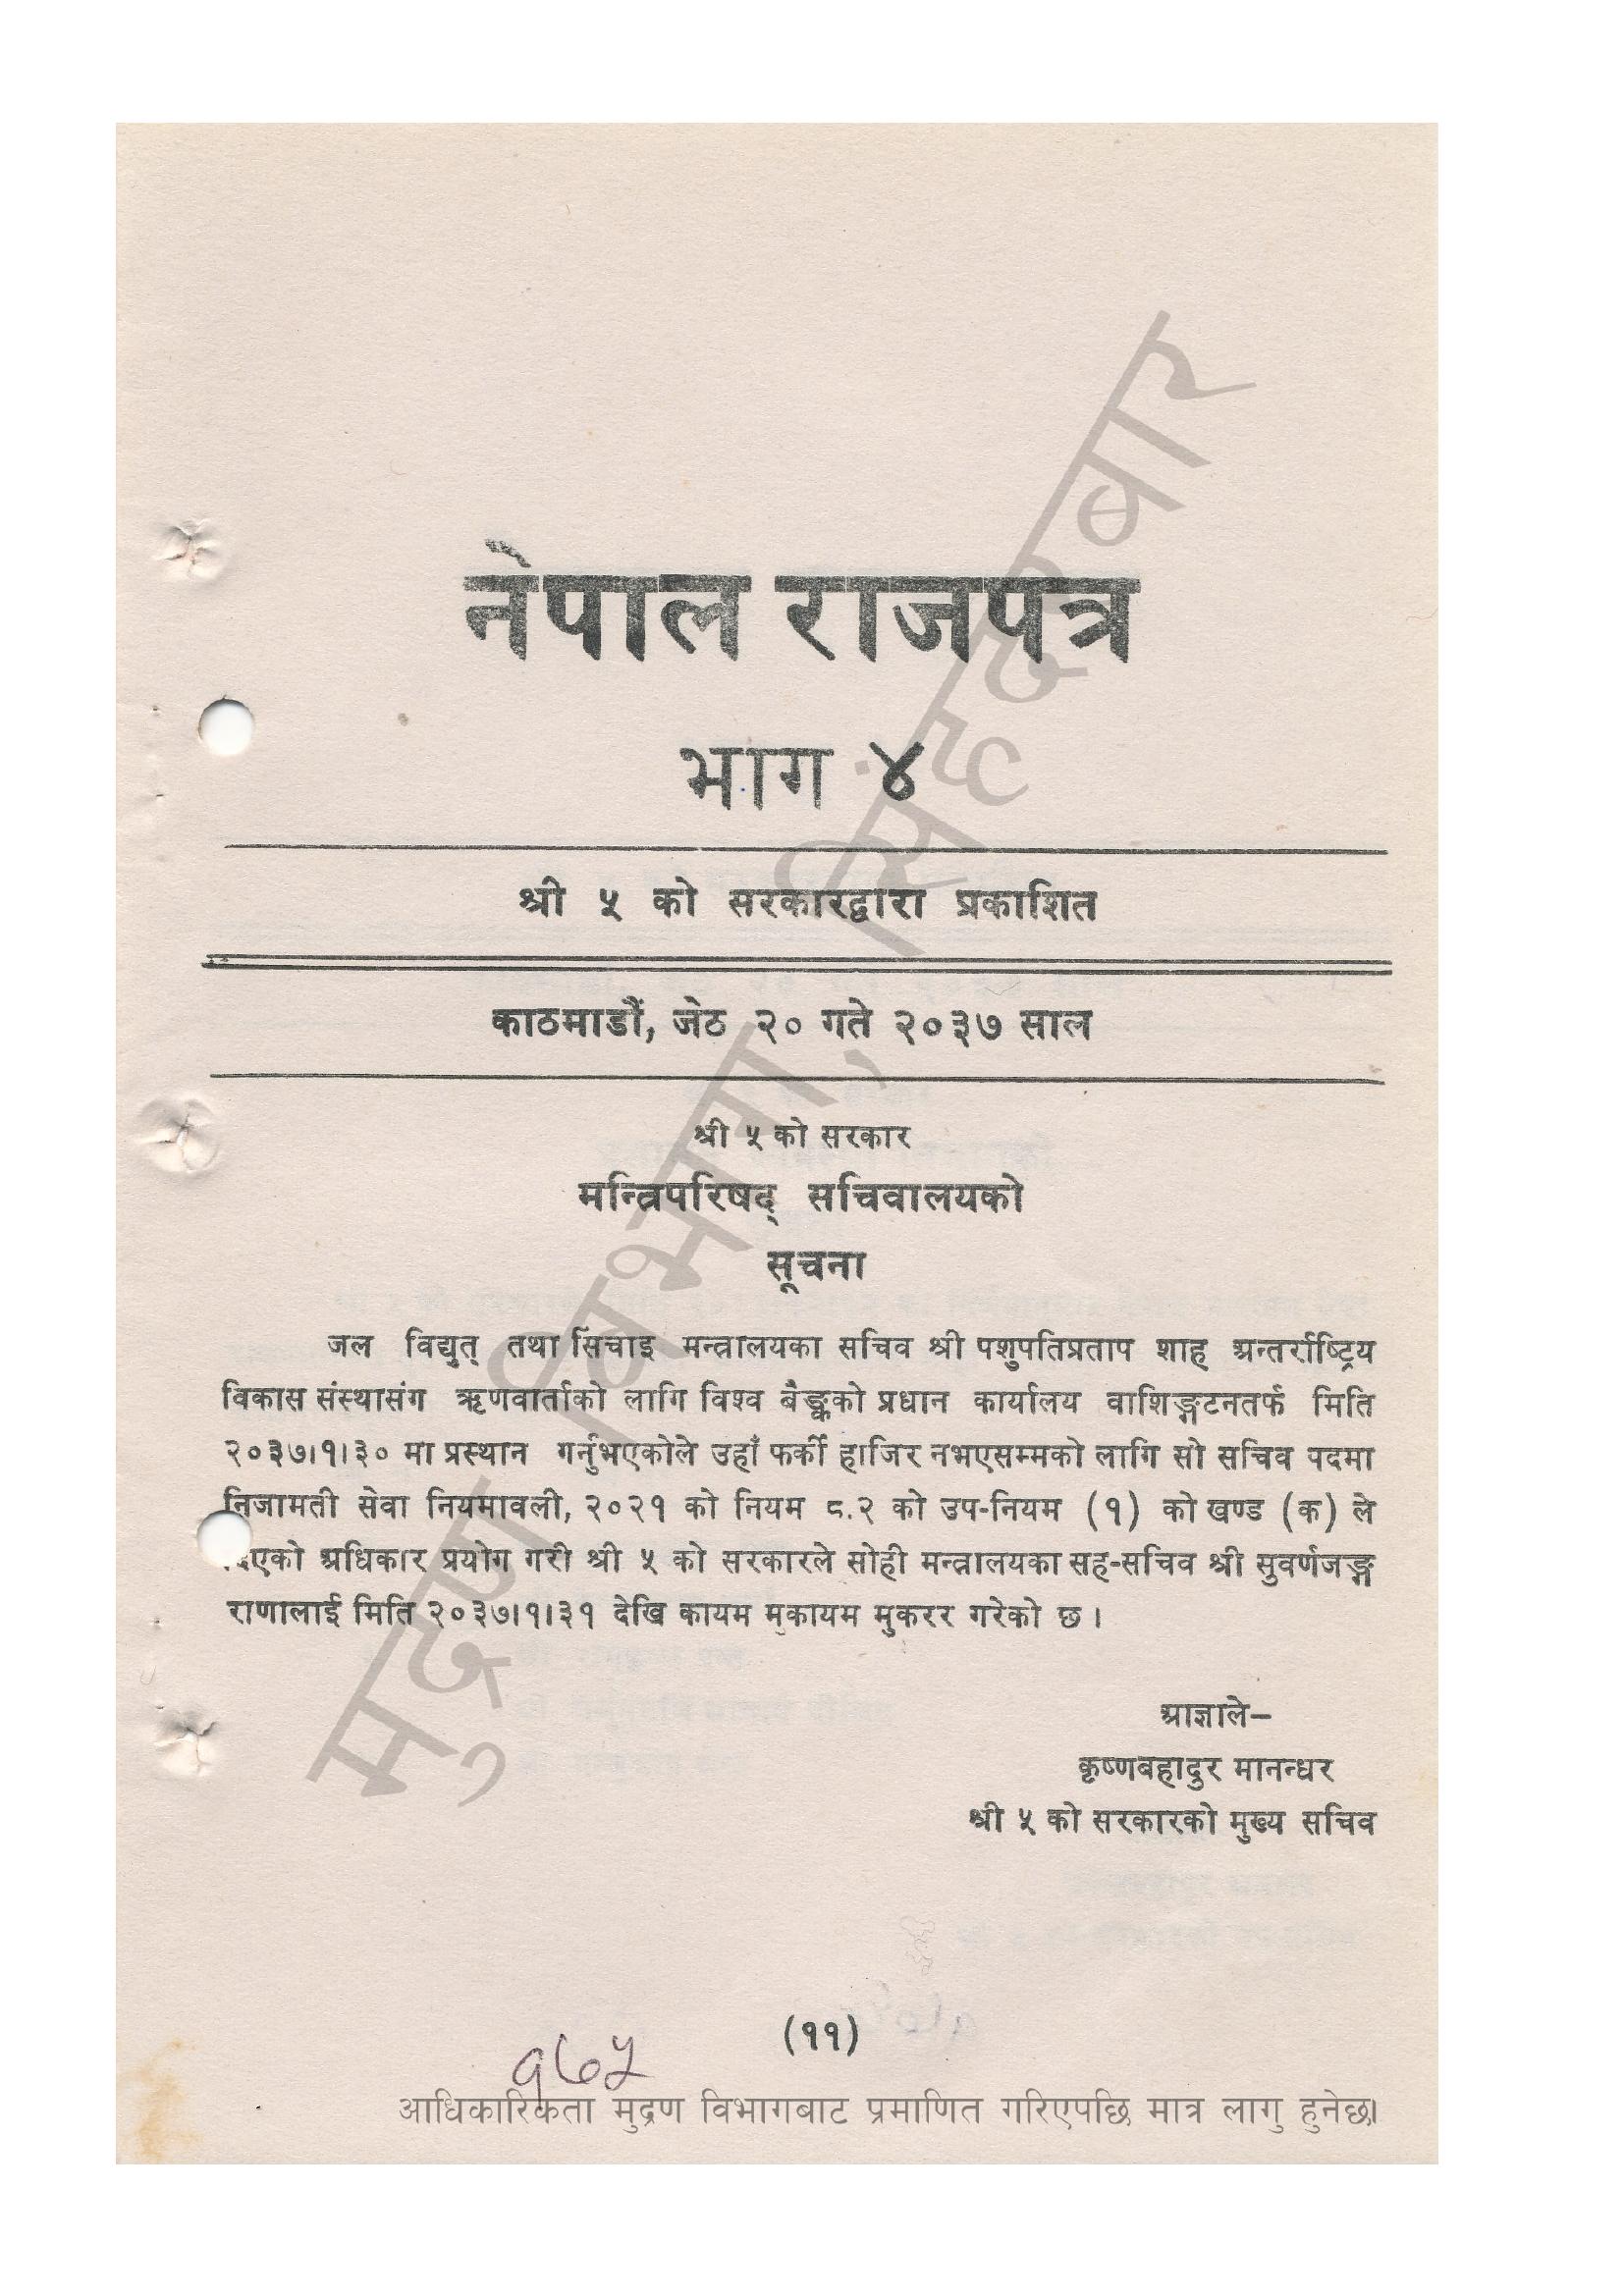 नेपाल राजपत्र
भाग ४
श्री ५ को सरकारद्वारा प्रकाशित
काठमाडौं, जेठ २० गते २०३७ साल
श्री ५ को सरकार
मन्त्रिपरिषद् सचिवालयको
सूचना
जल विद्युत् तथा सिंचाइ मन्त्रालयका सचिव श्री पशुपतिप्रताप शाह अन्तर्राष्ट्रिय
विकास संस्थासंग ऋणवार्ताको लागि विश्व बैङ्कको प्रधान कार्यालय वाशिङ्गटनतर्फ मिति
२०३७।१।३० मा प्रस्थान गर्नुभएकोले उहाँ फर्की हाजिर नभएसम्मको लागि सो सचिव पदमा
निजामती सेवा नियमावली, २०२१ को नियम ८.२ को उप-नियम (१) को खण्ड (क) ले
दिएको अधिकार प्रयोग गरी श्री ५ को सरकारले सोही मन्त्रालयका सह-सचिव श्री सुवर्णजङ्ग
राणालाई मिति २०३७।१।३१ देखि कायम मकायम मुकरर गरेको छ ।
आज्ञाले–
कृष्णबहादुर मानन्धर
श्री ५ को सरकारको मुख्य सचिव
(११)
१७५
आधिकारिकता मुद्रण विभागबाट प्रमाणित गरिएपछि मात्र लागु हुनेछ।
मुद्रण विभाग, सिंहदरबार